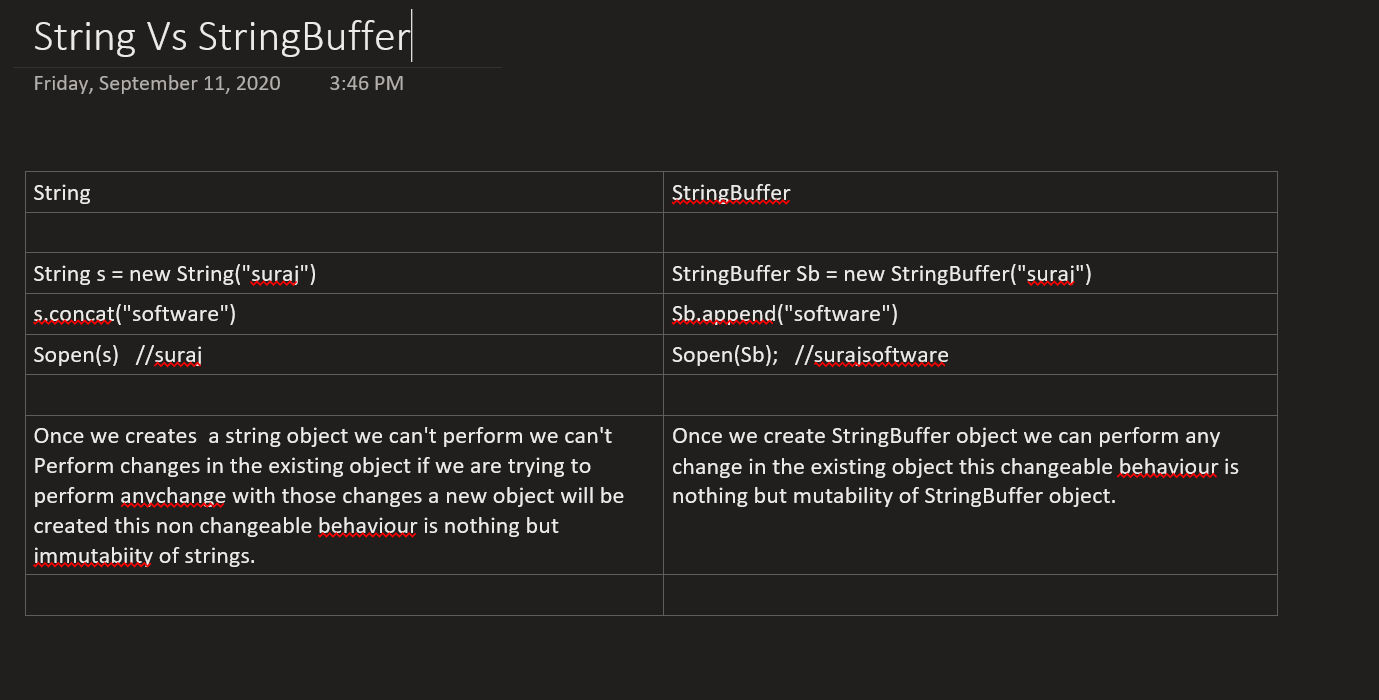 String Vs StringBuffer
Friday, September 11, 2020 3:46 PM
String
StringBuffer
String s = new String("suraj")
StringBuffer Sb = new StringBuffer("suraj")
s.concat("software")
Sb.append("software")
Sopen(s) //suraj
Sopen(Sb); //surajsoftware
Once we creates a string object we can't perform we can't
Perform changes in the existing object if we are trying to
perform anychange with those changes a new object will be
created this non changeable behaviour is nothing but
immutabiity of strings.
Once we create StringBuffer object we can perform any
change in the existing object this changeable behaviour is
nothing but mutability of StringBuffer object.